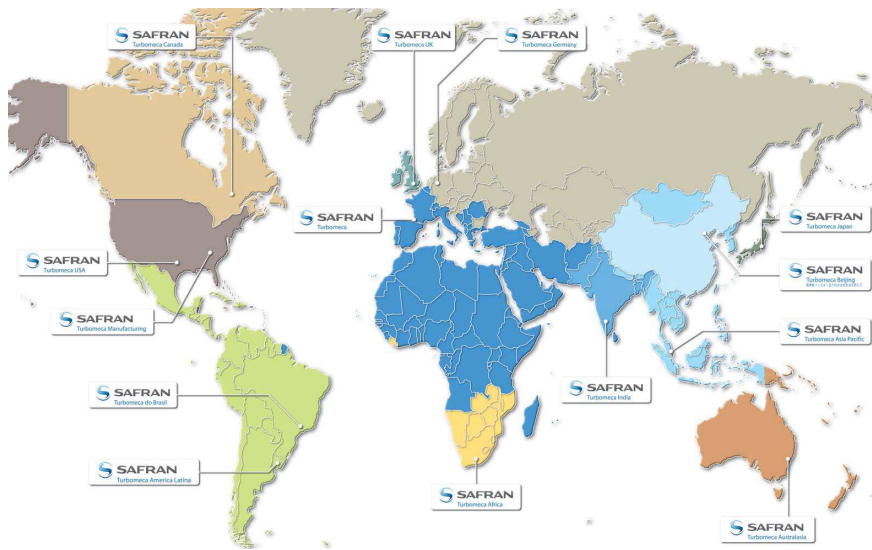 SAFRAN
Turbomeca Canada
SAFRAN
Turbomeca UK
SAFRAN
Turbomeca Germany
SAFRAN
Turbomeca
SAFRAN
Turbomeca Japan
SAFRAN
Turbomeca USA
SAFRAN
Turbomeca Beijing
SAFRAN
Turbomeca Manufacturing
SAFRAN
Turbomeca Asia Pacific
SAFRAN
Turbomeca do Brasil
SAFRAN
Turbomeca India
SAFRAN
Turbomeca America Latina
SAFRAN
Turbomeca Africa
SAFRAN
Turbomeca Australasia